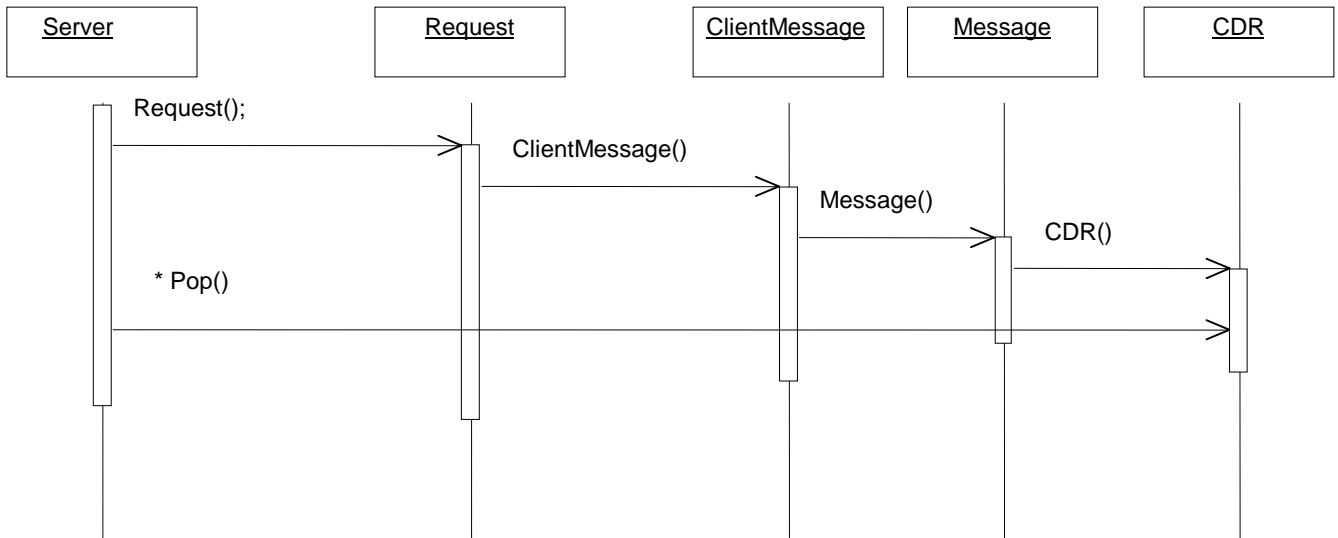 Server
Request
ClientMessage
Message
CDR
Request();
ClientMessage()
Message()
CDR()
* Pop()